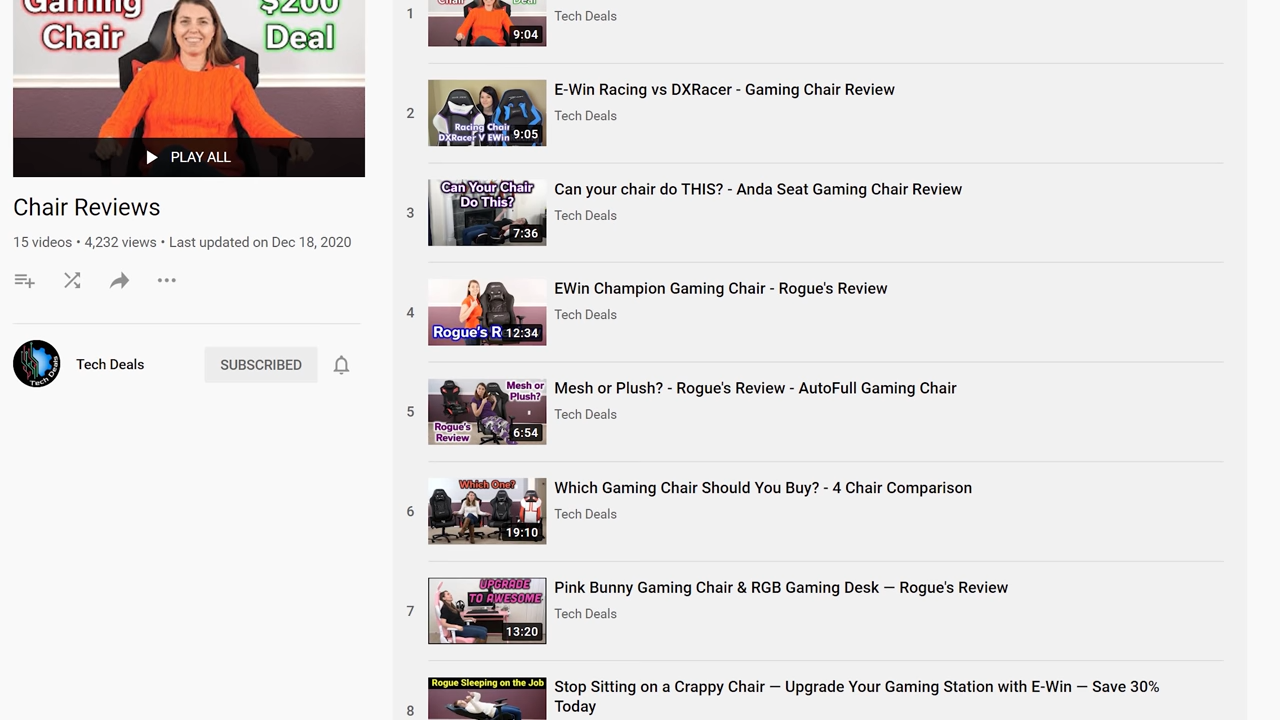 Gaming
Chair
$200
Deal
PLAY ALL
Chair Reviews
15 videos • 4,232 views • Last updated on Dec 18, 2020
Tech Deals
Tech Deals
SUBSCRIBED
1
Chair
Deal
9:04
Tech Deals
2
Racing Chair
DXRacer V EWin
9:05
E-Win Racing vs DXRacer - Gaming Chair Review
Tech Deals
3
Can Your Chair
Do This?
7:36
Can your chair do THIS? - Anda Seat Gaming Chair Review
Tech Deals
4
Rogue's R
12:34
EWin Champion Gaming Chair - Rogue's Review
Tech Deals
5
Mesh or
Plush?
Rogue's
Review
6:54
Mesh or Plush? - Rogue's Review - AutoFull Gaming Chair
Tech Deals
6
Which One?
19:10
Which Gaming Chair Should You Buy? - 4 Chair Comparison
Tech Deals
7
UPGRADE
TO AWESOME
13:20
Pink Bunny Gaming Chair & RGB Gaming Desk — Rogue's Review
Tech Deals
8
Rogue Sleeping on the Job
Stop Sitting on a Crappy Chair — Upgrade Your Gaming Station with E-Win — Save 30%
Today